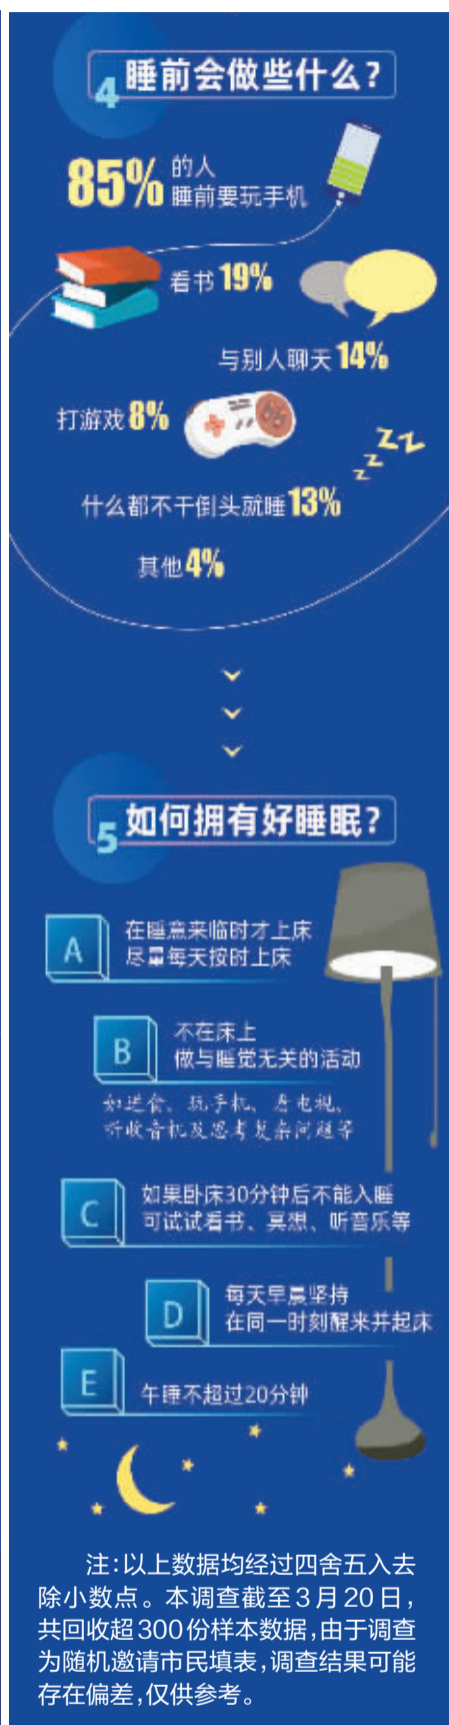 4 睡前会做些什么？
85% 的人
睡前要玩手机
看书19%
与别人聊天14%
打游戏8%
zzzz
什么都不干倒头就睡13%
其他4%
5 如何拥有好睡眠？
A
在睡意来临时才上床
尽量每天按时上床
B
不在床上
做与睡觉无关的活动
如进食、玩手机、看电视、
听收音机及思考复杂问题等
C
如果卧床30分钟后不能入睡
可试试看书、冥想、听音乐等
D
每天早晨坚持
在同一时刻醒来并起床
E
午睡不超过20分钟
注：以上数据均经过四舍五入去
除小数点。本调查截至3月20日，
共回收超300份样本数据，由于调查
为随机邀请市民填表，调查结果可能
存在偏差，仅供参考。